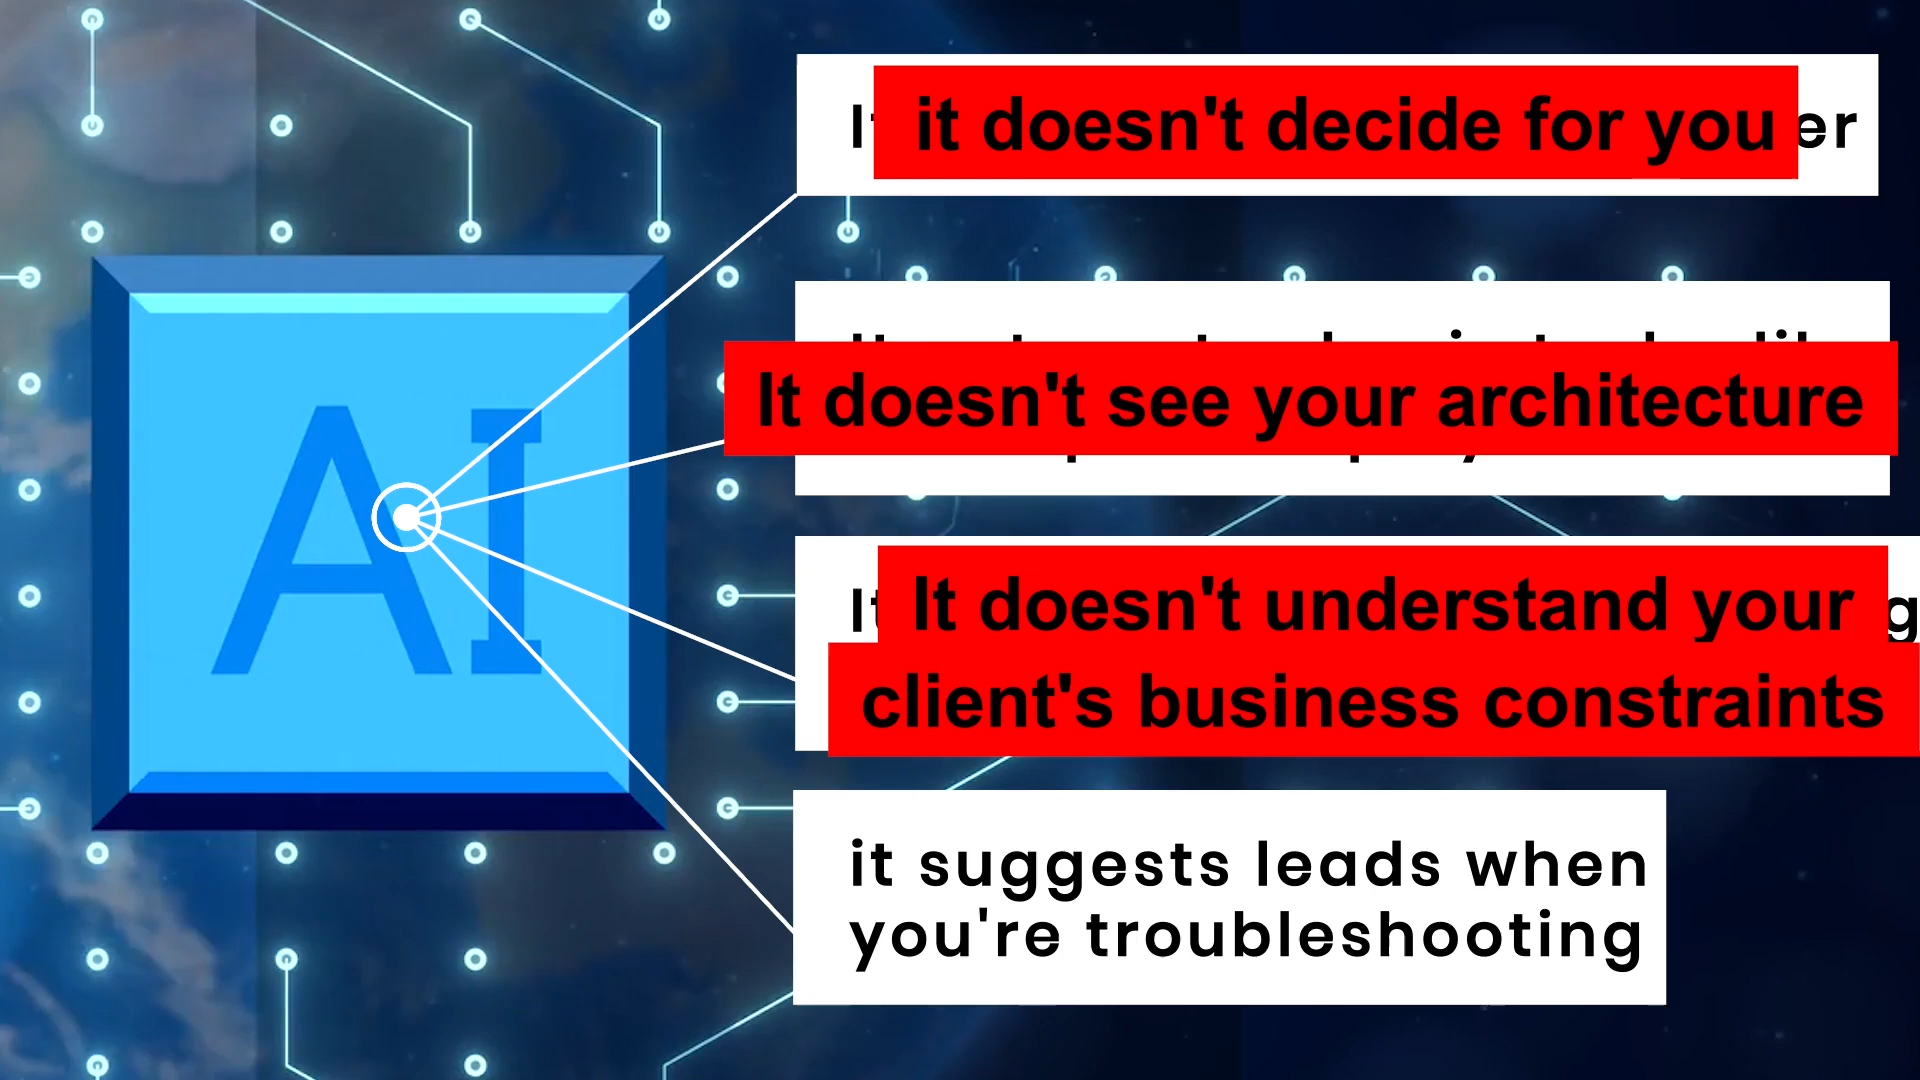 it doesn't decide for you
AI
It doesn't see your architecture
It doesn't understand your
client's business constraints
it suggests leads when
you're troubleshooting